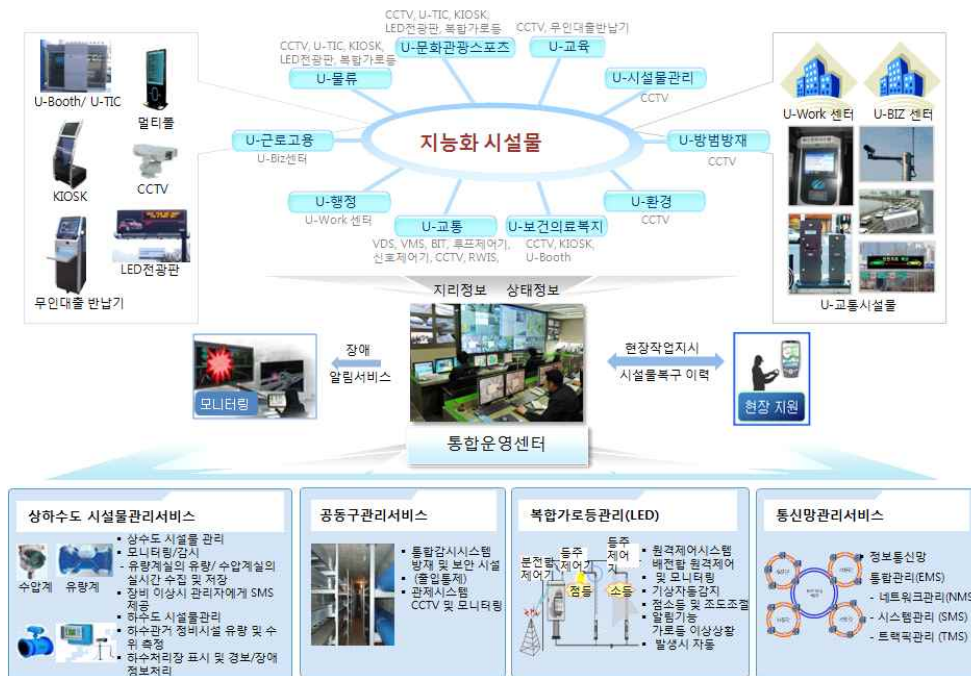 CCTV, U-TIC, KIOSK,
LED전광판, 복합가로등
U-문화관광스포츠
CCTV, 무인대출반납기
U-교육
CCTV, U-TIC, KIOSK,
LED전광판, 복합가로등
U-물류
U-시설물관리
CCTV
U-근로고용
U-Biz센터
지능화 시설물
U-방범방재
CCTV
U-행정
U-Work 센터
U-교통
VDS, VMS, BIT, 루프제어기,
신호제어기, CCTV, RWIS,
U-보건의료복지
CCTV, KIOSK,
U-Booth
U-환경
CCTV
U-Booth/ U-TIC
멀티폴
KIOSK
CCTV
LED전광판
무인대출 반납기
U-Work 센터
U-BIZ 센터
U-교통시설물
지리정보
상태정보
모니터링
장애
알림서비스
현장작업지시
시설물복구 이력
현장 지원
통합운영센터
상하수도 시설물관리서비스
수압계
유량계
▪ 상수도 시설물 관리
▪ 모니터링/감시
- 유량계실의 유량/ 수압계실의
실시간 수집 및 저장
▪ 장비 이상시 관리자에게 SMS
제공
▪ 하수도 시설물관리
▪ 하수관거 정비시설 유량 및 수
위 측정
▪ 하수처리장 표시 및 경보/장애
정보처리
공동구관리서비스
▪ 통합감시시스템
방재 및 보안 시설
▪ (출입통제)
▪ 관제시스템
CCTV 및 모니터링
복합가로등관리(LED)
분전함
제어기
등주
제어기
점등
등주
제어
지
소등
▪ 원격제어시스템
배전함 원격제어
▪ 및 모니터링
▪ 기상자동감지
▪ 점소등 및 조도조절
▪ 알림기능
가로등 이상상황
▪ 발생시 자동
통신망관리서비스
▪ 정보통신망
통합관리(EMS)
- 네트워크관리(NMS
- 시스템관리 (SMS)
- 트랙픽관리 (TMS)